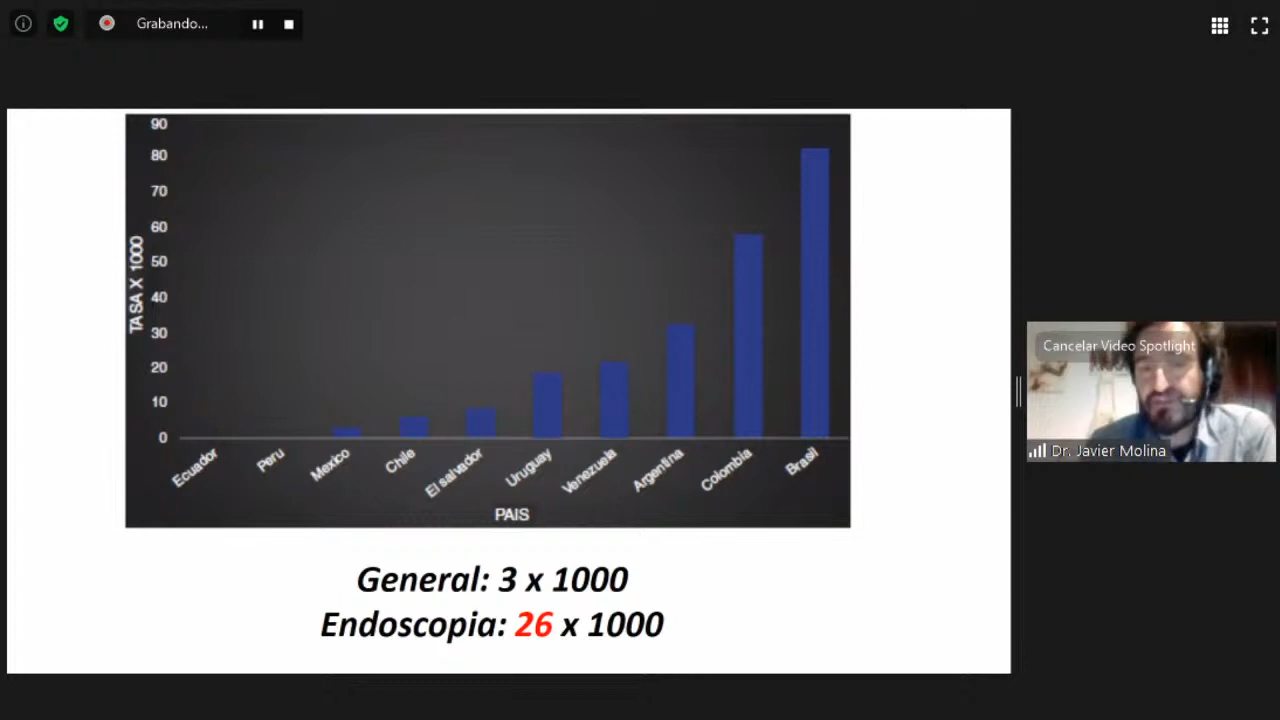 Grabando...
90
80
70
60
50
40
30
20
10
0
TASA X 1000
Ecuador
Peru
Mexico
Chile
El salvador
Uruguay
Venezuela
Argentina
Colombia
Brasil
PAIS
General: 3 x 1000
Endoscopia: 26 x 1000
Cancelar Video Spotlight
Dr. Javier Molina